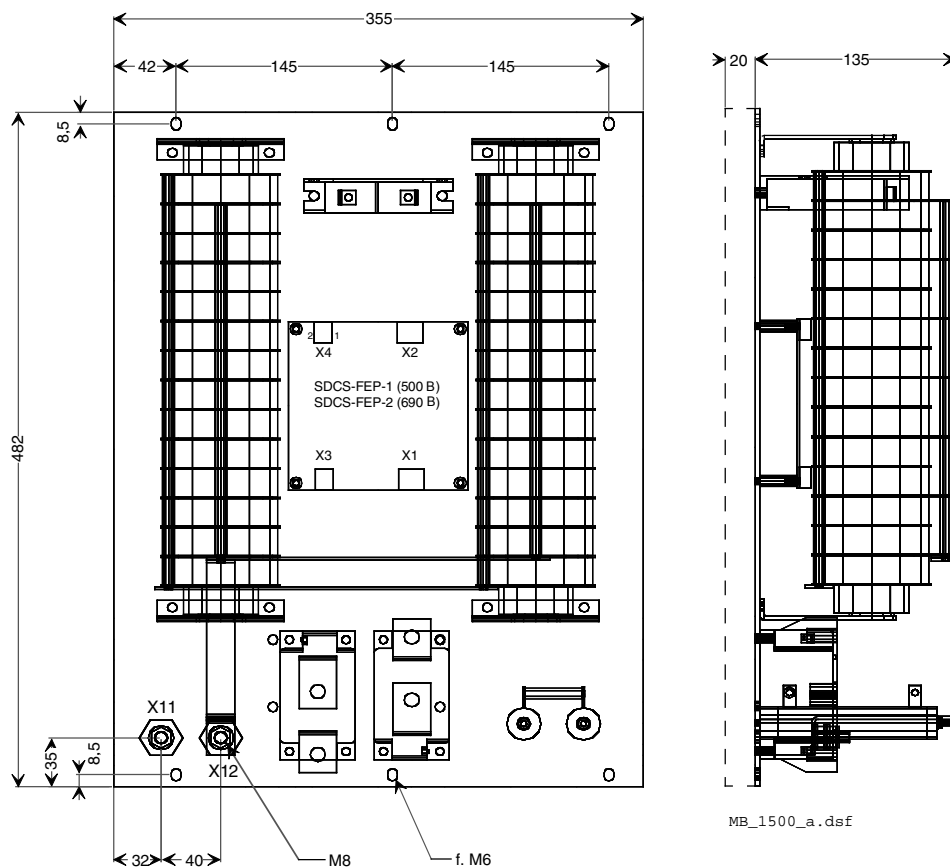 355
42
145
145
20
135
8.5
482
2
1
X4
X2
SDCS-FEP-1 (500 В)
SDCS-FEP-2 (690 В)
X3
X1
X11
X12
35
8.5
MB_1500_a.dsf
32
40
M8
f. M6